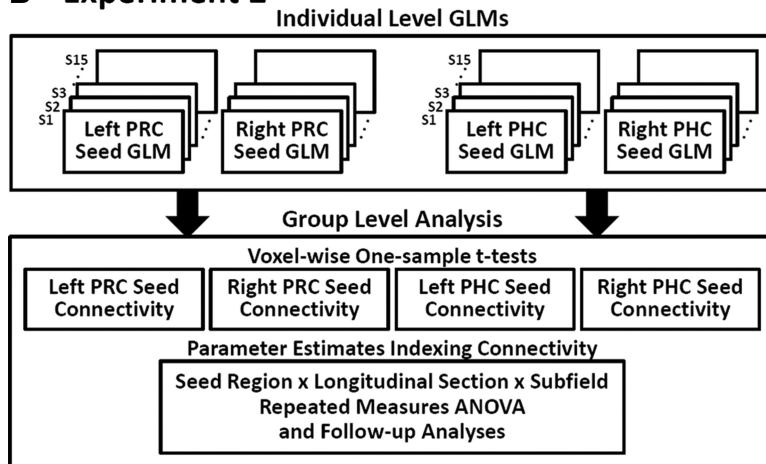 Individual Level GLMs
S15
S3
S2
S1
Left PRC
Seed GLM
Right PRC
Seed GLM
S15
S3
S2
S1
Left PHC
Seed GLM
Right PHC
Seed GLM
Group Level Analysis
Voxel-wise One-sample t-tests
Left PRC Seed
Connectivity
Right PRC Seed
Connectivity
Left PHC Seed
Connectivity
Right PHC Seed
Connectivity
Parameter Estimates Indexing Connectivity
Seed Region x Longitudinal Section x Subfield
Repeated Measures ANOVA
and Follow-up Analyses